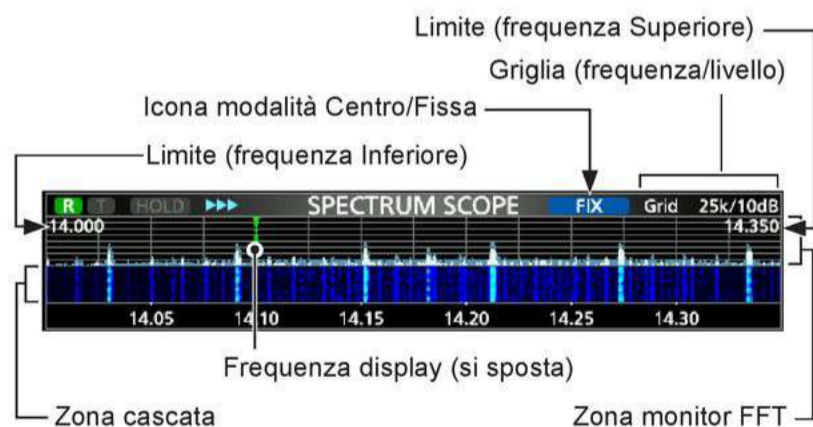 Limite (frequenza Superiore)
Griglia (frequenza/livello)
Icona modalità Centro/Fissa
Limite (frequenza Inferiore)
R T HOLD SPECTRUM SCOPE FIX Grid 25k/10dB
14.000 14.350
14.05 14.10 14.15 14.20 14.25 14.30
Frequenza display (si sposta)
Zona cascata Zona monitor FFT